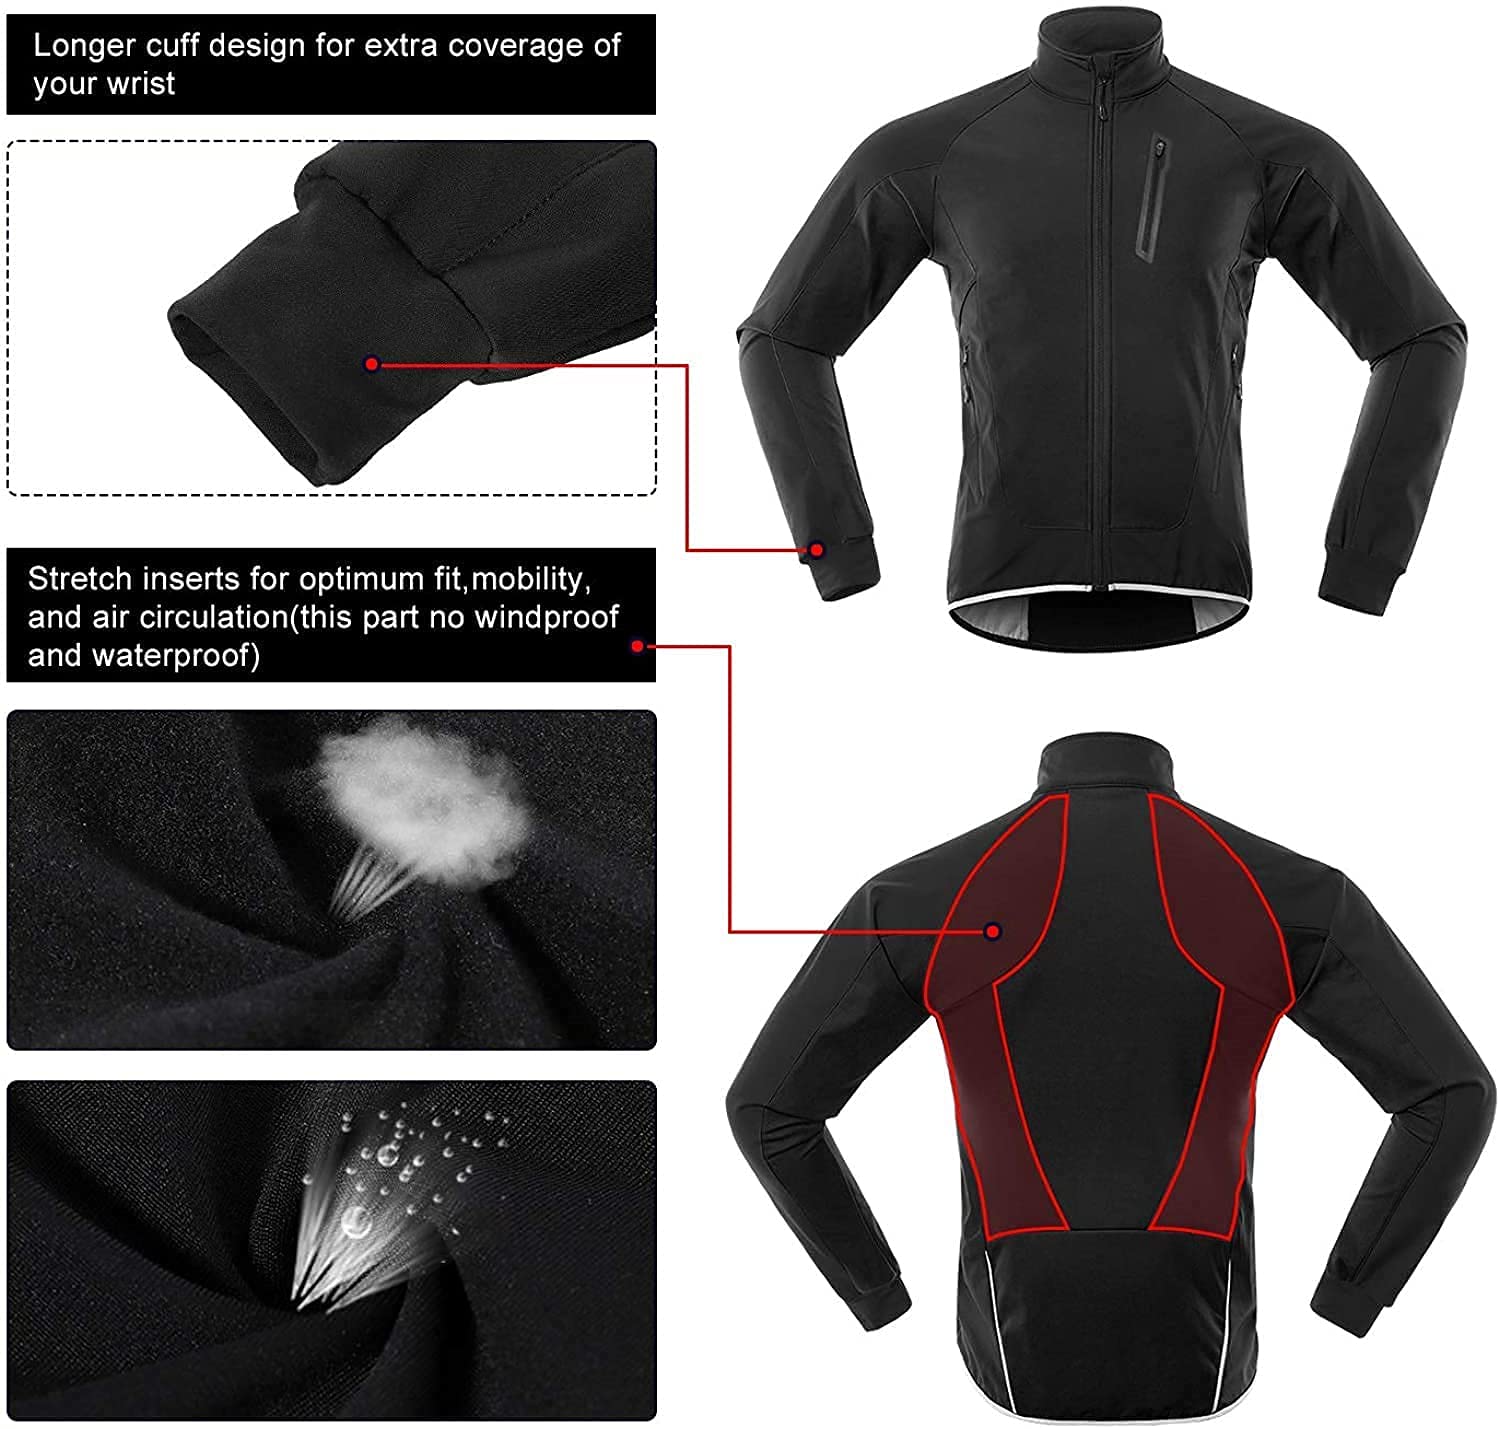 Longer cuff design for extra coverage of
your wrist
Stretch inserts for optimum fit,mobility,
and air circulation(this part no windproof
and waterproof)